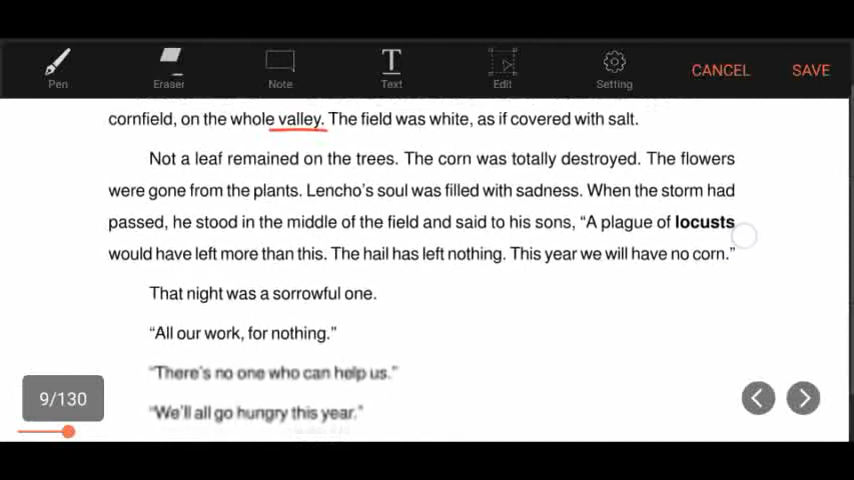 Pen
Eraser
Note
Text
Edit
Setting
CANCEL
SAVE
cornfield, on the whole valley. The field was white, as if covered with salt.
Not a leaf remained on the trees. The corn was totally destroyed. The flowers
were gone from the plants. Lencho's soul was filled with sadness. When the storm had
passed, he stood in the middle of the field and said to his sons, “A plague of locusts
would have left more than this. The hail has left nothing. This year we will have no corn.”
That night was a sorrowful one.
“All our work, for nothing.”
“There's no one who can help us.”
“We'll all go hungry this year.”
9/130